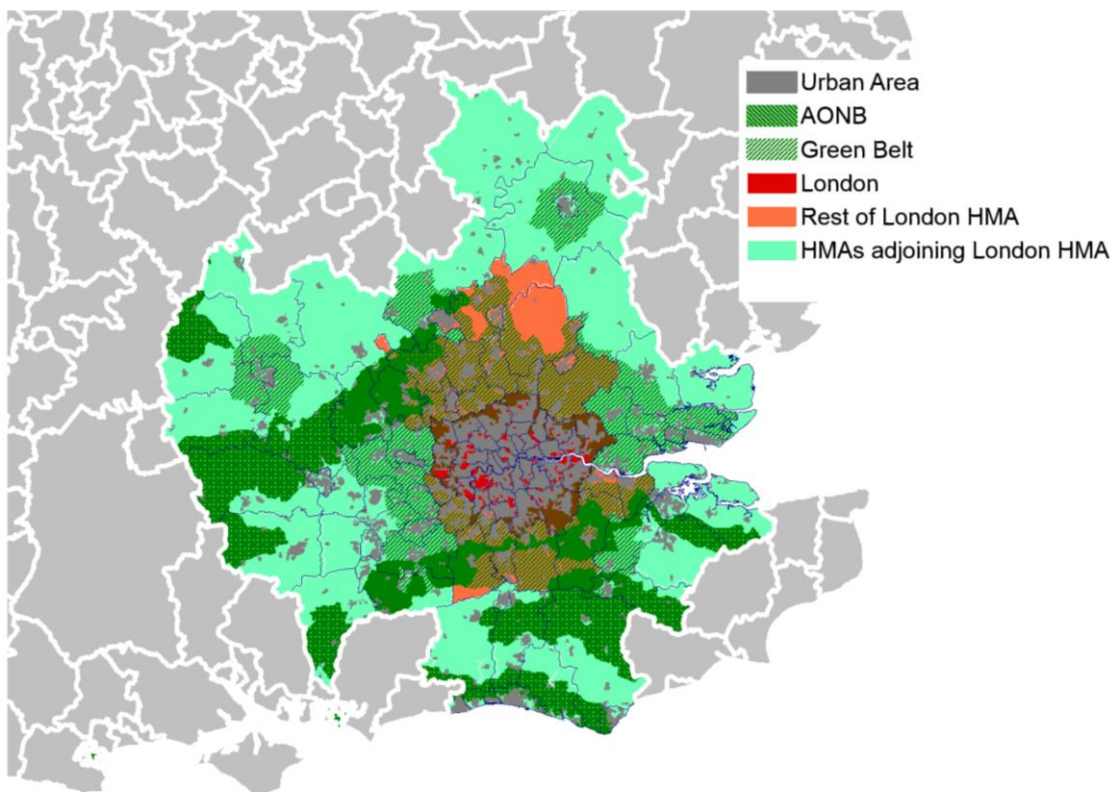 Urban Area
AONB
Green Belt
London
Rest of London HMA
HMAs adjoining London HMA